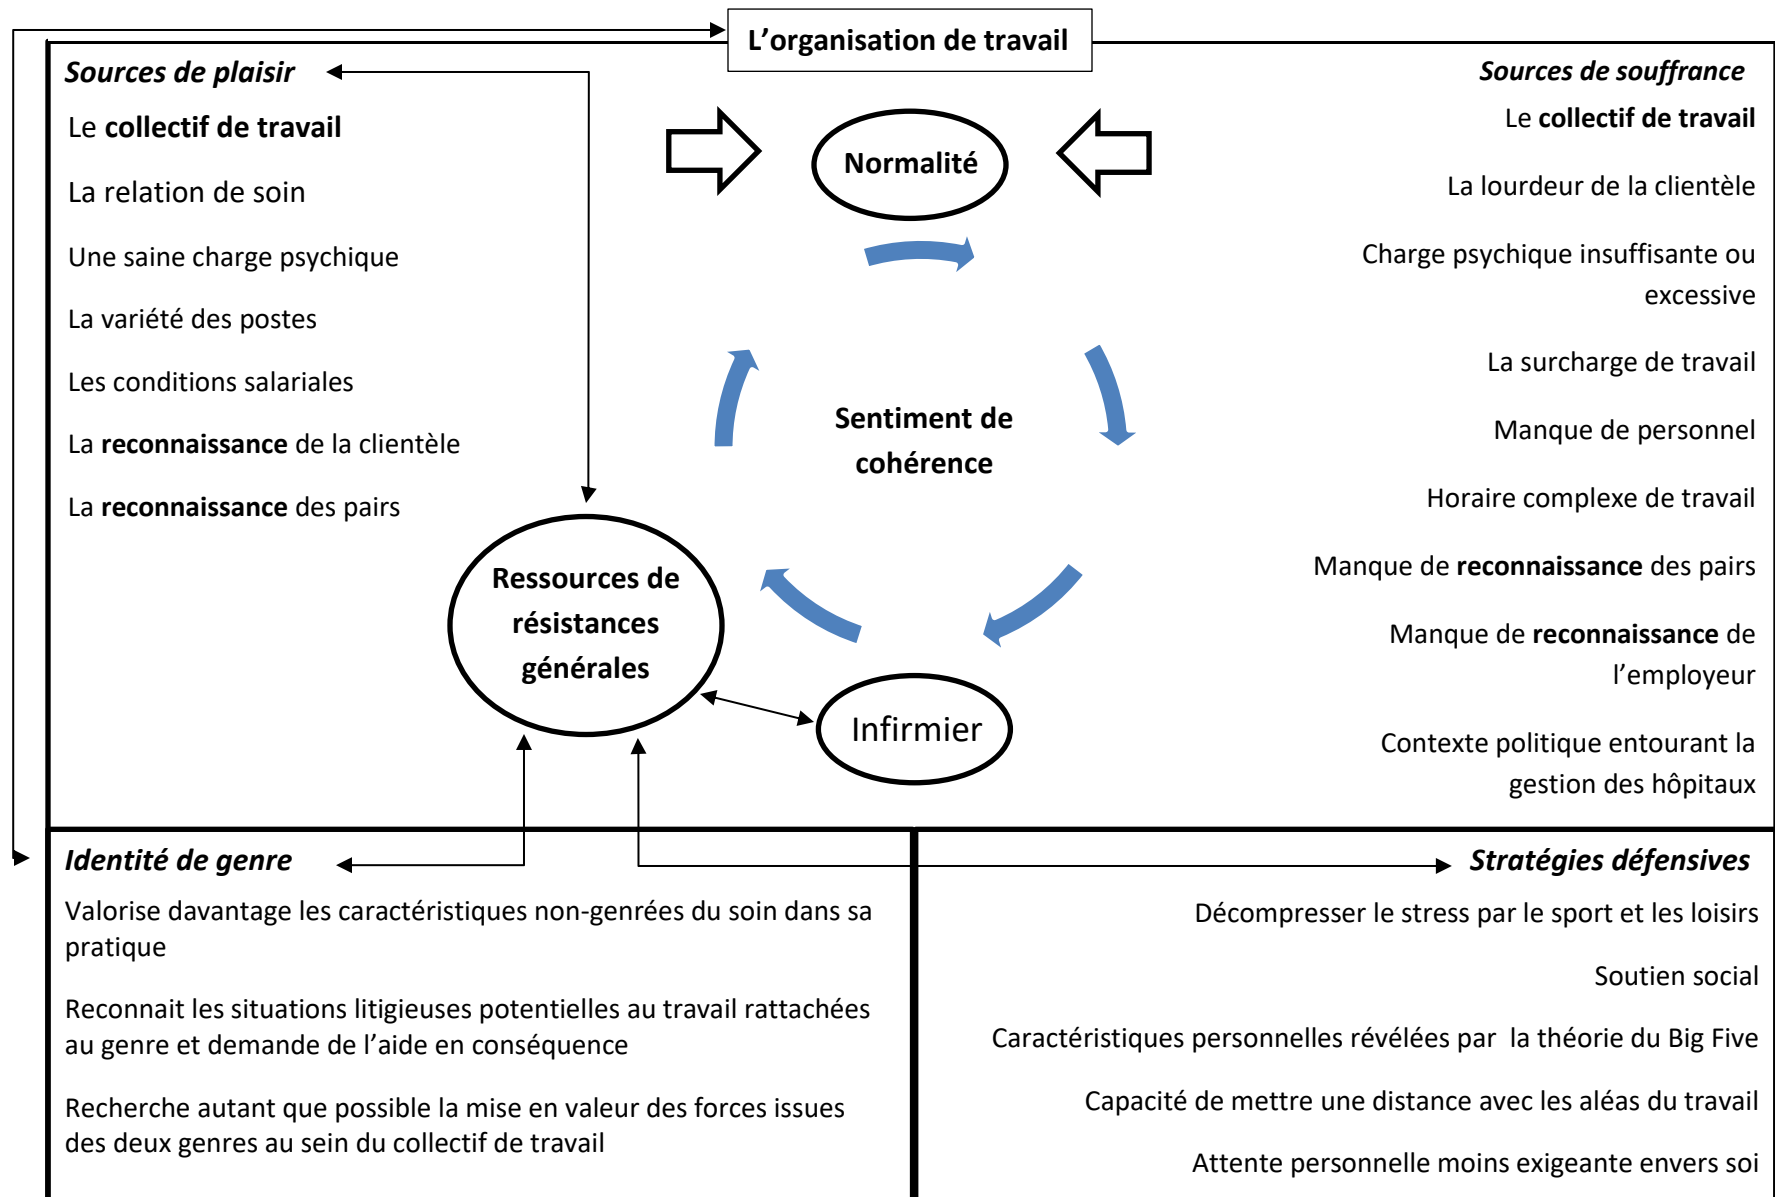 L'organisation de travail
Sources de plaisir
Le collectif de travail
La relation de soin
Une saine charge psychique
La variété des postes
Les conditions salariales
La reconnaissance de la clientèle
La reconnaissance des pairs
Normalité
Sentiment de
cohérence
Ressources de
résistances
générales
Infirmier
Sources de souffrance
Le collectif de travail
La lourdeur de la clientèle
Charge psychique insuffisante ou
excessive
La surcharge de travail
Manque de personnel
Horaire complexe de travail
Manque de reconnaissance des pairs
Manque de reconnaissance de
l'employeur
Contexte politique entourant la
gestion des hôpitaux
Identité de genre
Valorise davantage les caractéristiques non-genrées du soin dans sa
pratique
Reconnait les situations litigieuses potentielles au travail rattachées
au genre et demande de l'aide en conséquence
Recherche autant que possible la mise en valeur des forces issues
des deux genres au sein du collectif de travail
Stratégies défensives
Décompresser le stress par le sport et les loisirs
Soutien social
Caractéristiques personnelles révélées par  la théorie du Big Five
Capacité de mettre une distance avec les aléas du travail
Attente personnelle moins exigeante envers soi